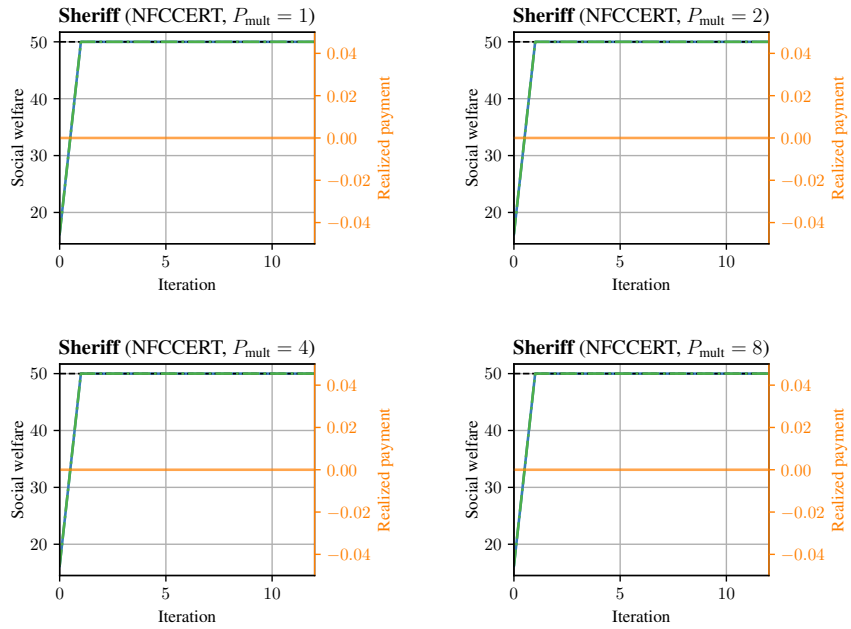 Sheriff (NFCCERT, P_mult = 1)
50
40
30
20
Social welfare
0.04
0.02
0.00
−0.02
−0.04
Realized payment
0 5 10
Iteration
Sheriff (NFCCERT, P_mult = 2)
50
40
30
20
Social welfare
0.04
0.02
0.00
−0.02
−0.04
Realized payment
0 5 10
Iteration
Sheriff (NFCCERT, P_mult = 4)
50
40
30
20
Social welfare
0.04
0.02
0.00
−0.02
−0.04
Realized payment
0 5 10
Iteration
Sheriff (NFCCERT, P_mult = 8)
50
40
30
20
Social welfare
0.04
0.02
0.00
−0.02
−0.04
Realized payment
0 5 10
Iteration